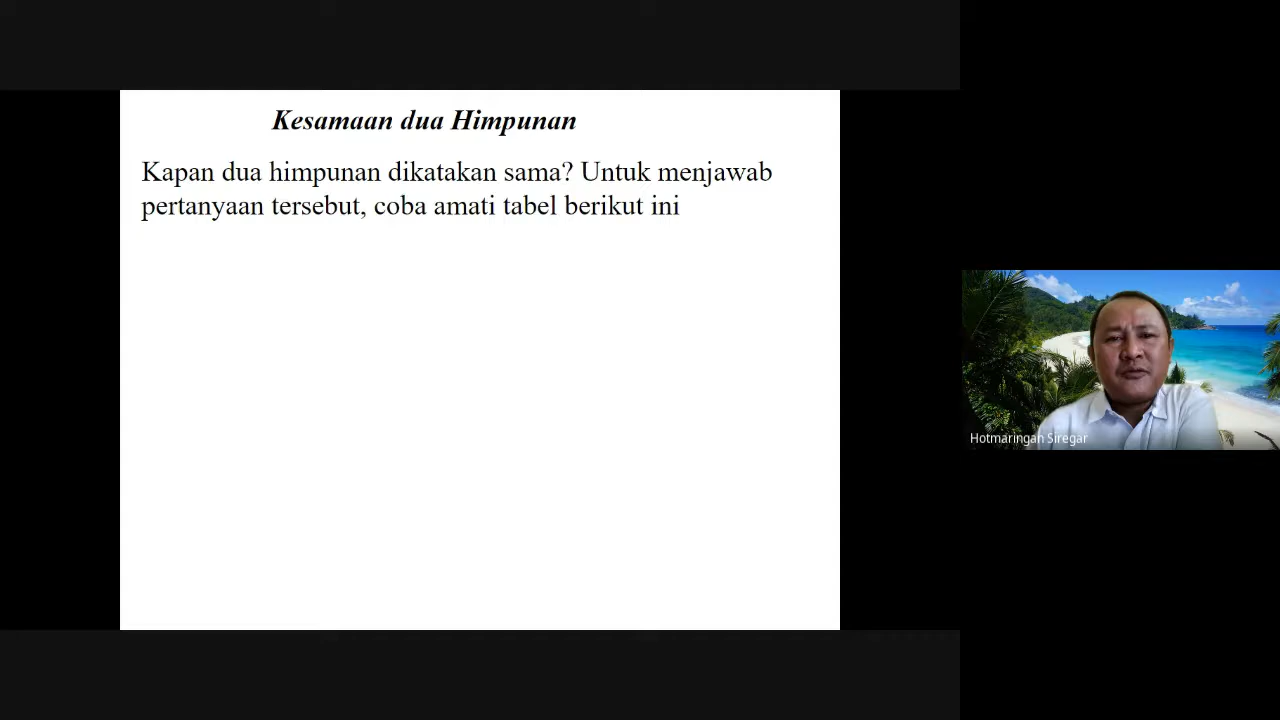 Kesamaan dua Himpunan
Kapan dua himpunan dikatakan sama? Untuk menjawab
pertanyaan tersebut, coba amati tabel berikut ini
Hotmaringan Siregar